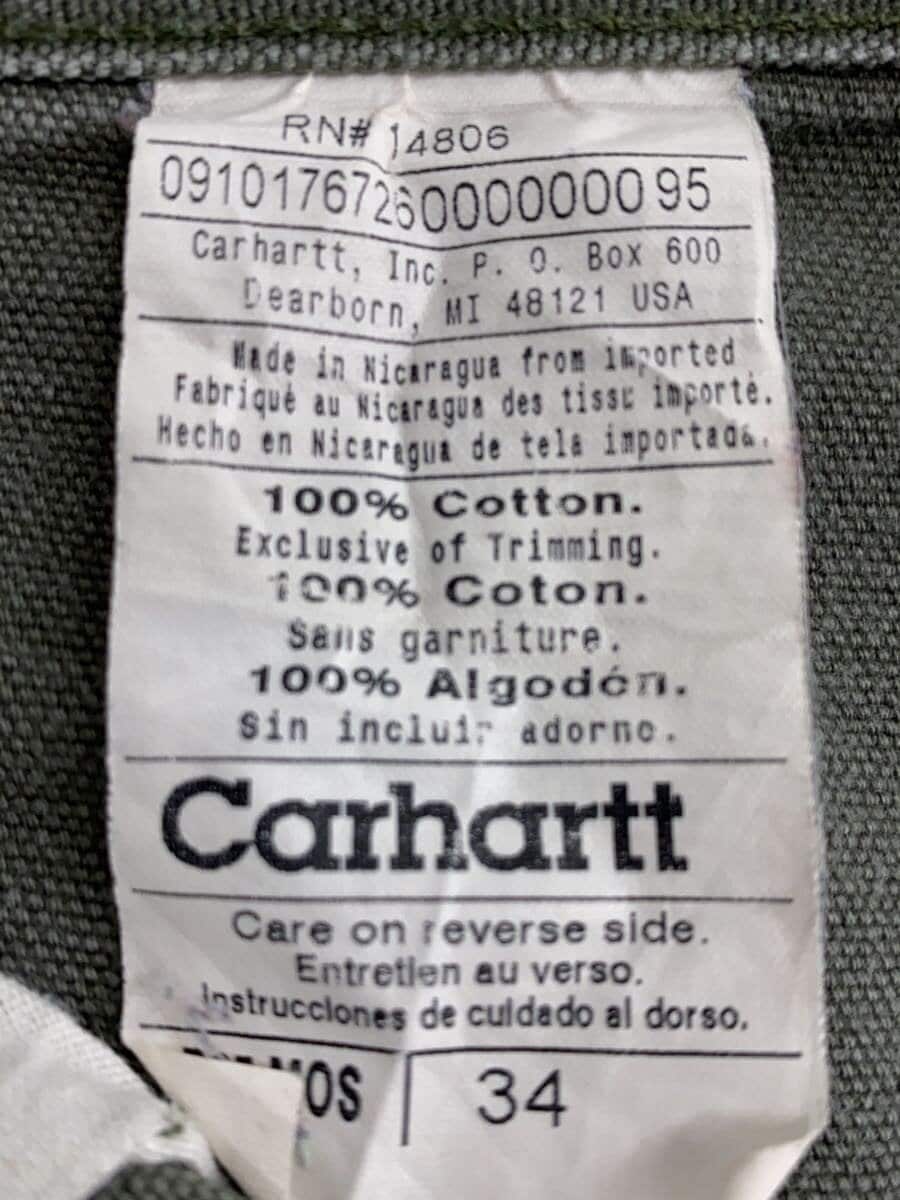 RN# 14806
0910176726000000000 95
Carhartt, Inc. P. O. Box 600
Dearborn, MI 48121 USA
Made in Nicaragua from imported
Fabriqué au Nicaragua des tissu importé.
Hecho en Nicaragua de tela importada.
100% Cotton.
Exclusive of Trimming.
100% Coton.
Sans garniture.
100% Algodón.
Sin incluir adorno.
Carhartt
Care on reverse side.
Entretien au verso.
Instrucciones de cuidado al dorso.
34